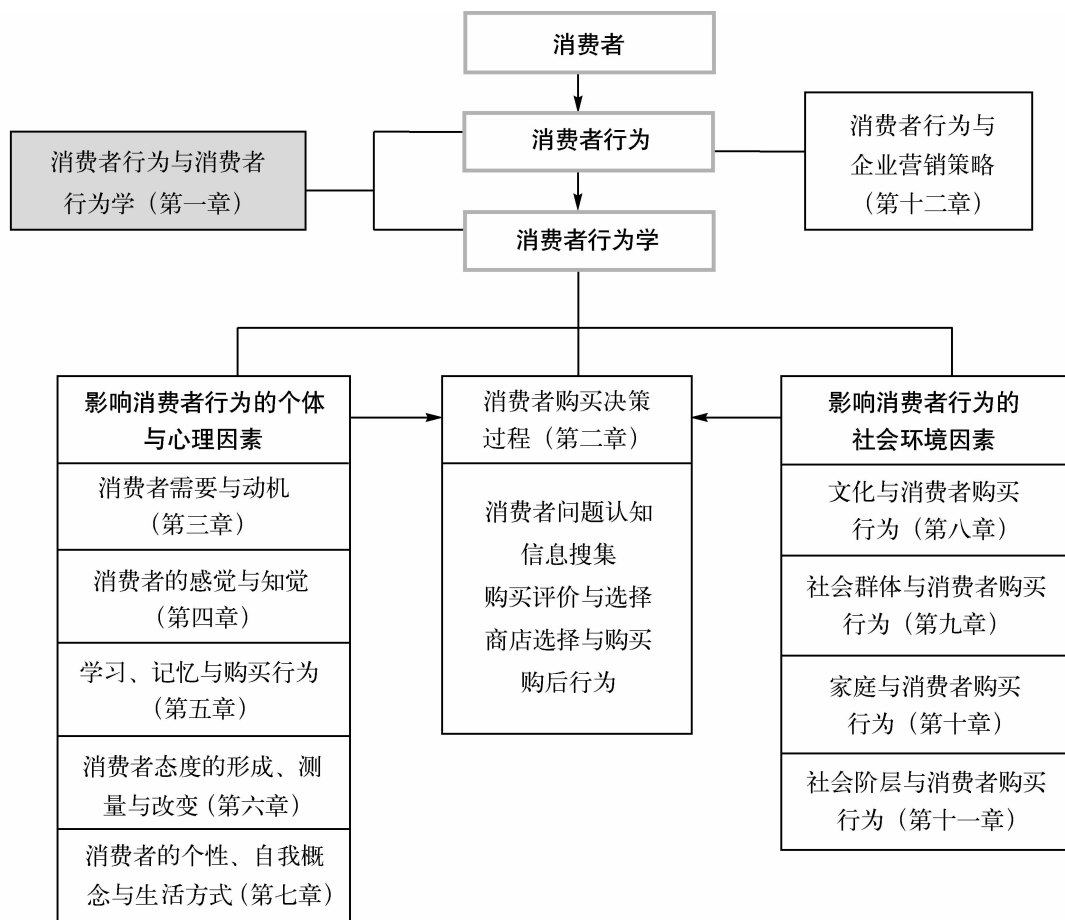 消费者
消费者行为
消费者行为与
企业营销策略
（第十二章）
消费者行为与消费者
行为学（第一章）
消费者行为学
影响消费者行为的个体
与心理因素
消费者需要与动机
（第三章）
消费者的感觉与知觉
（第四章）
学习、记忆与购买行为
（第五章）
消费者态度的形成、测
量与改变（第六章）
消费者的个性、自我概
念与生活方式（第七章）
消费者购买决策
过程（第二章）
消费者问题认知
信息搜集
购买评价与选择
商店选择与购买
购后行为
影响消费者行为的
社会环境因素
文化与消费者购买
行为（第八章）
社会群体与消费者购买
行为（第九章）
家庭与消费者购买
行为（第十章）
社会阶层与消费者购买
行为（第十一章）